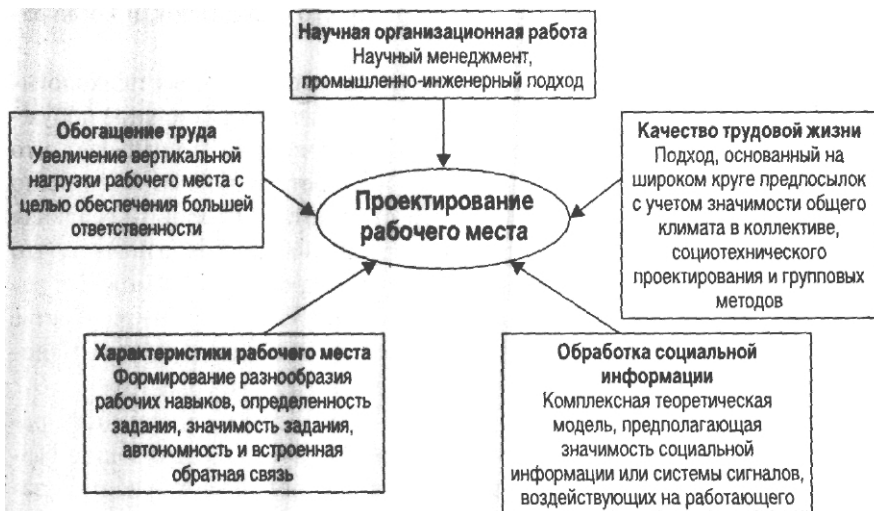 Научная организационная работа
Научный менеджмент,
промышленно-инженерный подход
Обогащение труда
Увеличение вертикальной
нагрузки рабочего места с
целью обеспечения большей
ответственности
Качество трудовой жизни
Подход, основанный на
широком круге предпосылок
с учетом значимости общего
климата в коллективе,
социотехнического
проектирования и групповых
методов
Проектирование
рабочего места
Характеристики рабочего места
Формирование разнообразия
рабочих навыков, определенность
задания, значимость задания,
автономность и встроенная
обратная связь
Обработка социальной
информации
Комплексная теоретическая
модель, предполагающая
значимость социальной
информации или системы сигналов,
воздействующих на работающего